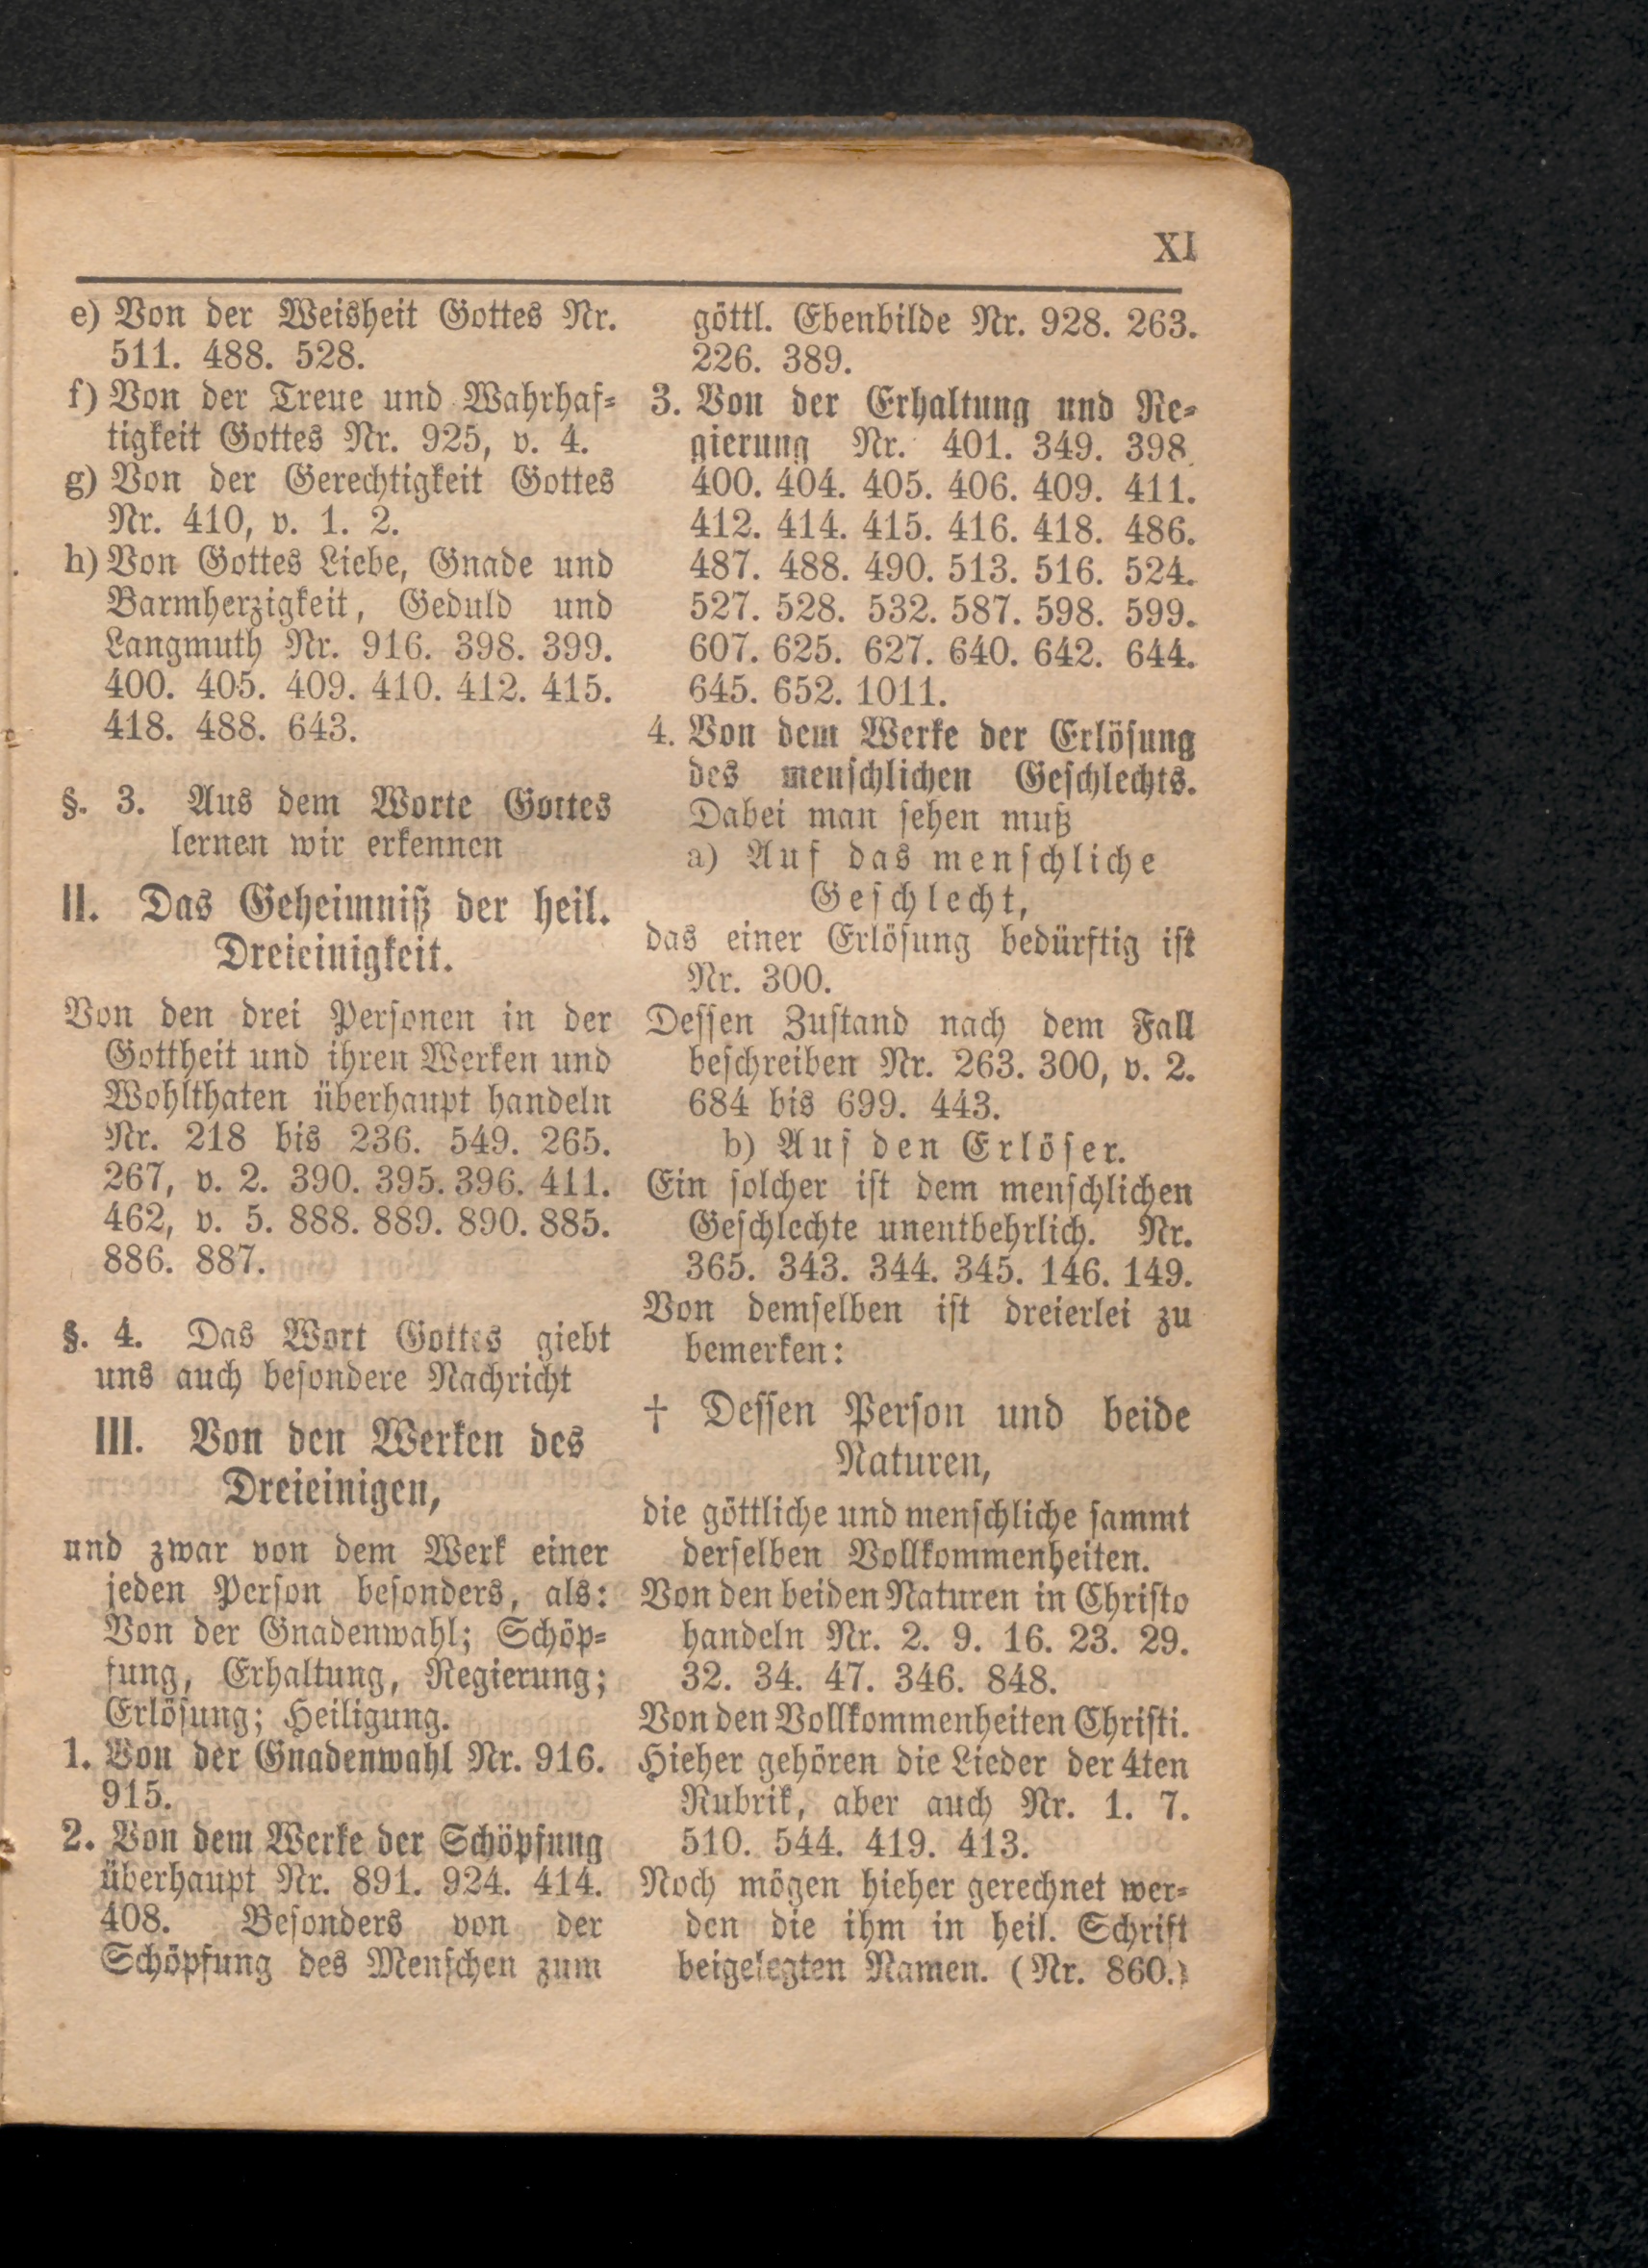 XI
e) Von der Weisheit Gottes Nr.
511. 488. 528.
f) Von der Treue und Wahrhaf-
tigkeit Gottes Nr. 925, v. 4.
g) Von der Gerechtigkeit Gottes
Nr. 410, v. 1. 2.
h) Von Gottes Liebe, Gnade und
Barmherzigkeit, Geduld und
Langmuth Nr. 916. 398. 399.
400. 405. 409. 410. 412. 415.
418. 488. 643.
§. 3. Aus dem Worte Gottes
lernen wir erkennen
II. Das Geheimniß der heil.
Dreieinigkeit.
Von den drei Personen in der
Gottheit und ihren Werken und
Wohlthaten überhaupt handeln
Nr. 218 bis 236. 549. 265.
267, v. 2. 390. 395. 396. 411.
462, v. 5. 888. 889. 890. 885.
886. 887.
§. 4. Das Wort Gottes giebt
uns auch besondere Nachricht
III. Von den Werken des
Dreieinigen,
und zwar von dem Werk einer
jeden Person besonders, als:
Von der Gnadenwahl; Schöp-
fung, Erhaltung, Regierung;
Erlösung; Heiligung.
1. Von der Gnadenwahl Nr. 916.
915.
2. Von dem Werke der Schöpfung
überhaupt Nr. 891. 924. 414.
408. Besonders von der
Schöpfung des Menschen zum
göttl. Ebenbilde Nr. 928. 263.
226. 389.
3. Von der Erhaltung und Re-
gierung Nr. 401. 349. 398.
400. 404. 405. 406. 409. 411.
412. 414. 415. 416. 418. 486.
487. 488. 490. 513. 516. 524.
527. 528. 532. 587. 598. 599.
607. 625. 627. 640. 642. 644.
645. 652. 1011.
4. Von dem Werke der Erlösung
des menschlichen Geschlechts.
Dabei man sehen muß
a) Auf das menschliche
Geschlecht,
das einer Erlösung bedürftig ist
Nr. 300.
Dessen Zustand nach dem Fall
beschreiben Nr. 263. 300, v. 2.
684 bis 699. 443.
b) Auf den Erlöser.
Ein solcher ist dem menschlichen
Geschlechte unentbehrlich. Nr.
365. 343. 344. 345. 146. 149.
Von demselben ist dreierlei zu
bemerken:
† Dessen Person und beide
Naturen,
die göttliche und menschliche sammt
derselben Vollkommenheiten.
Von den beiden Naturen in Christo
handeln Nr. 2. 9. 16. 23. 29.
32. 34. 47. 346. 848.
Von den Vollkommenheiten Christi.
Hieher gehören die Lieder der 4ten
Rubrik, aber auch Nr. 1. 7.
510. 544. 419. 413.
Noch mögen hieher gerechnet wer-
den die ihm in heil. Schrift
beigelegten Namen. (Nr. 860.)